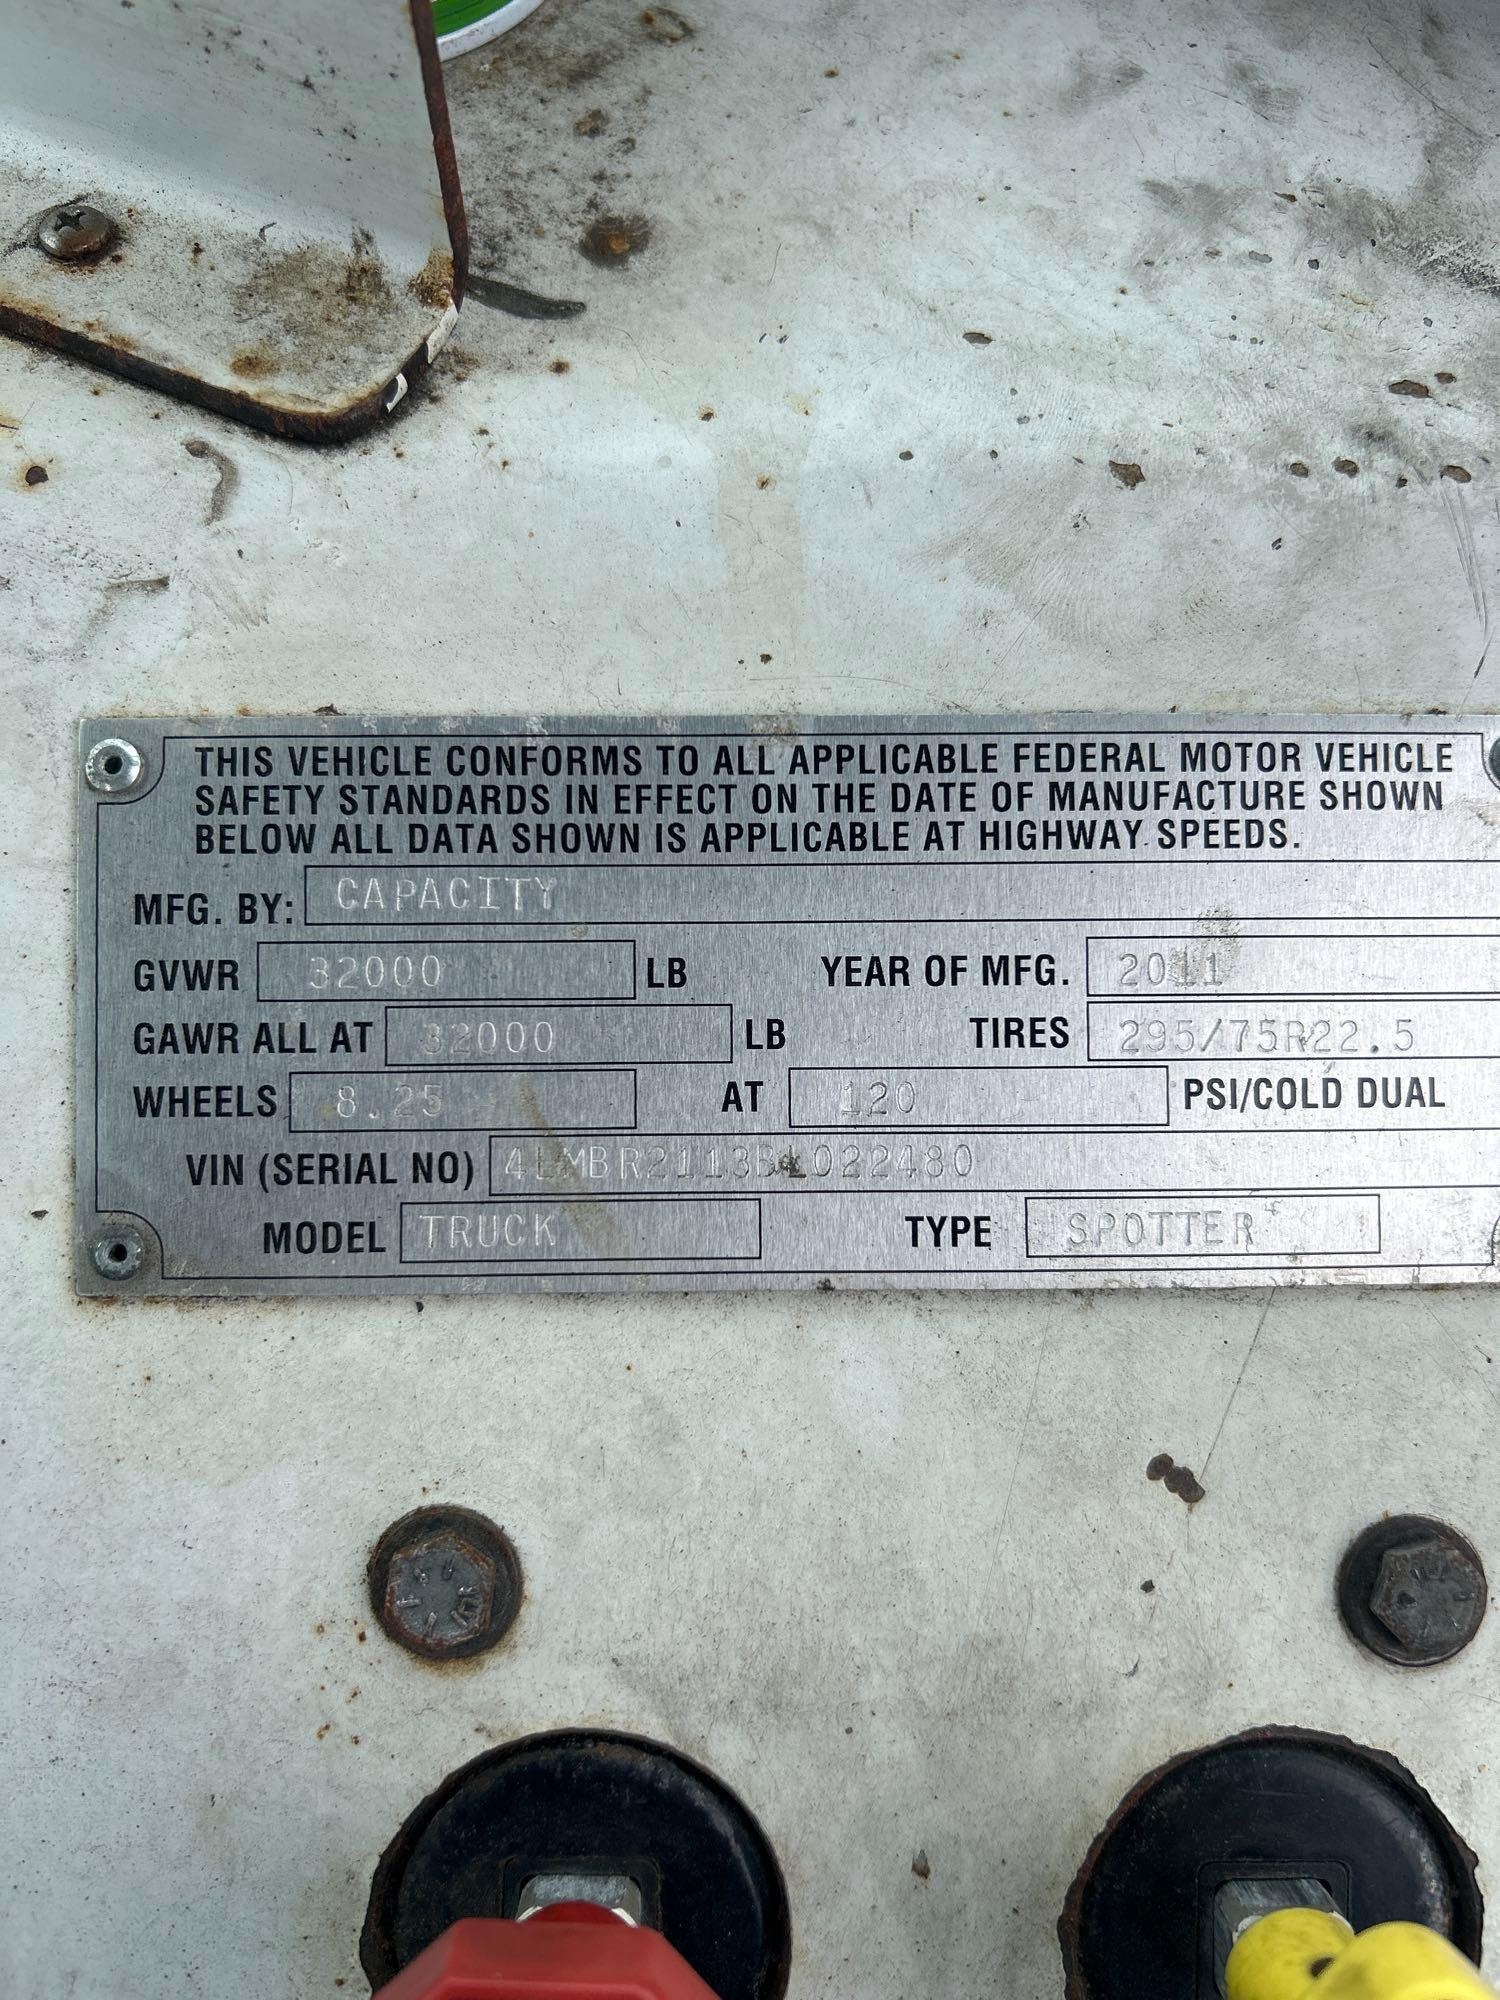 THIS VEHICLE CONFORMS TO ALL APPLICABLE FEDERAL MOTOR VEHICLE
SAFETY STANDARDS IN EFFECT ON THE DATE OF MANUFACTURE SHOWN
BELOW ALL DATA SHOWN IS APPLICABLE AT HIGHWAY SPEEDS.
MFG. BY: CAPACITY
GVWR 32000 LB YEAR OF MFG. 2011
GAWR ALL AT 32000 LB TIRES 295/75R22.5
WHEELS 8.25 AT 120 PSI/COLD DUAL
VIN (SERIAL NO)
MODEL TRUCK TYPE SPOTTER